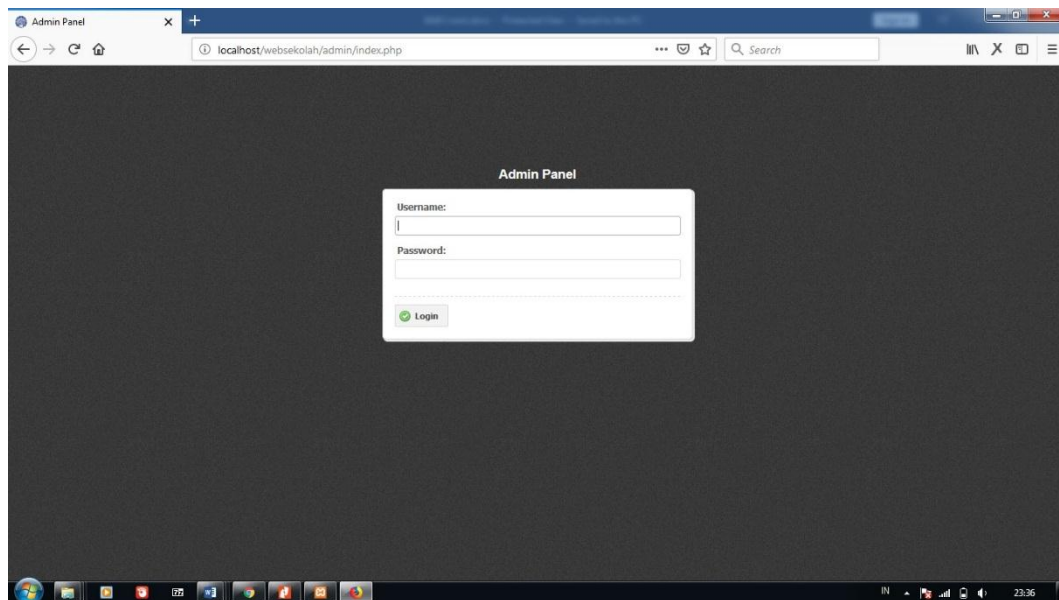 Admin Panel
localhost/websekolah/admin/index.php
Search
Admin Panel
Username:
Password:
Login
IN
23:36